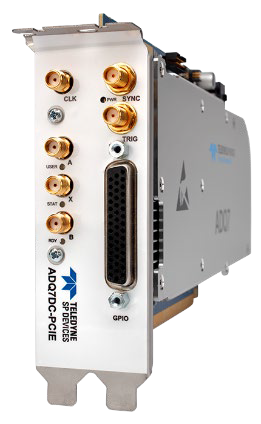 CLK
PWR
SYNC
TRIG
USER
A
STAT
X
RDY
B
GPIO
ADQ7DC-PCIE
TELEDYNE
SP DEVICES
ADQ7